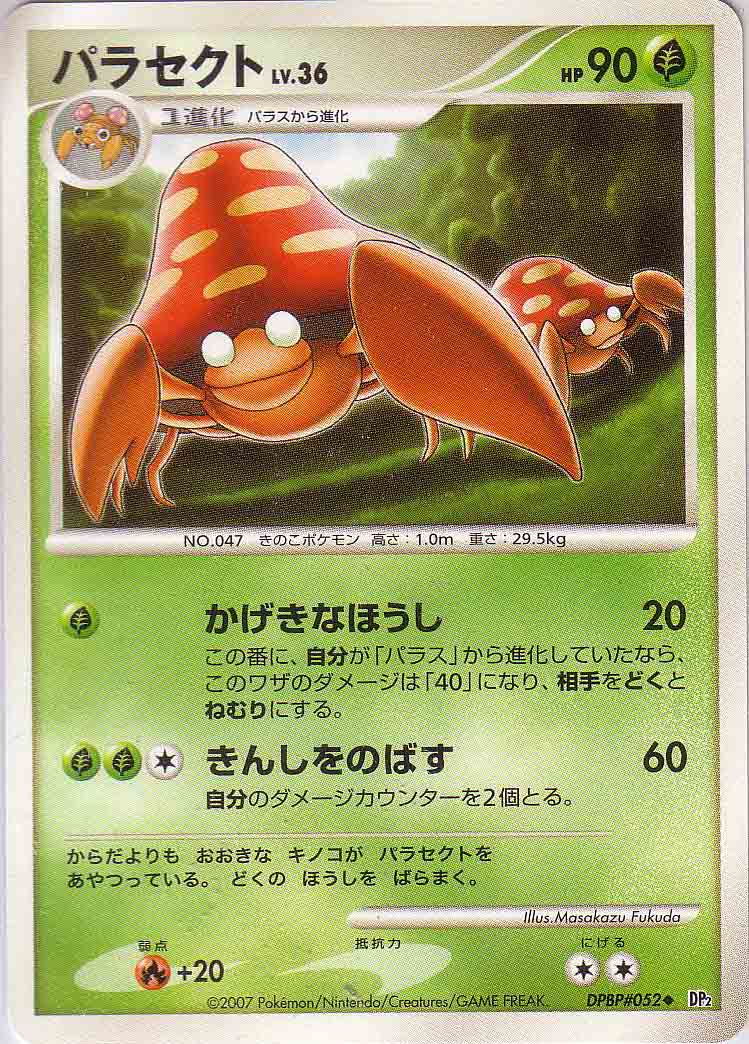 パラセクト LV.36 HP 90
1進化 パラスから進化
NO.047 きのこポケモン 高さ：1.0m 重さ：29.5kg
かげきなほうし 20
この番に、自分が「パラス」から進化していたなら、
このワザのダメージは「40」になり、相手をどくと
ねむりにする。
きんしをのばす 60
自分のダメージカウンターを2個とる。
からだよりも おおきな キノコが パラセクトを
あやつっている。 どくの ほうしを ばらまく。
Illus.Masakazu Fukuda
弱点 抵抗力 にげる
+20
©2007 Pokémon/Nintendo/Creatures/GAME FREAK.
DPBP#052◆ DP2